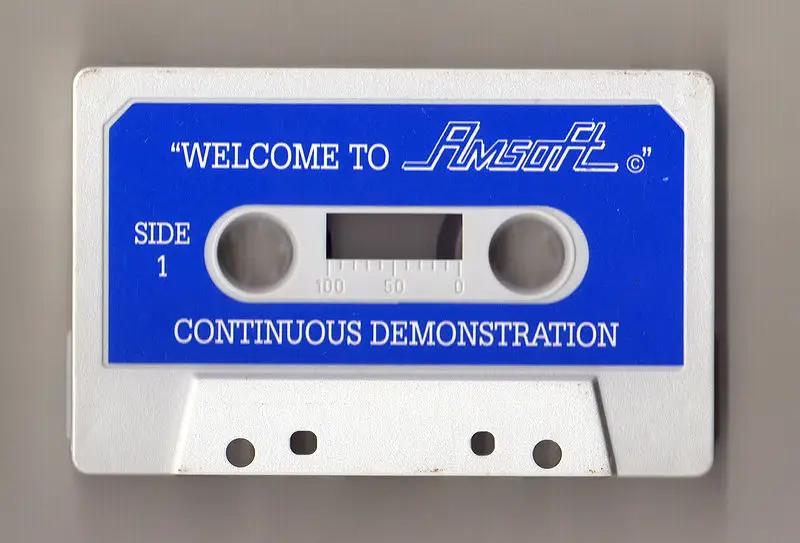 “WELCOME TO Amsoft ©”
SIDE
1
100 50 0
CONTINUOUS DEMONSTRATION